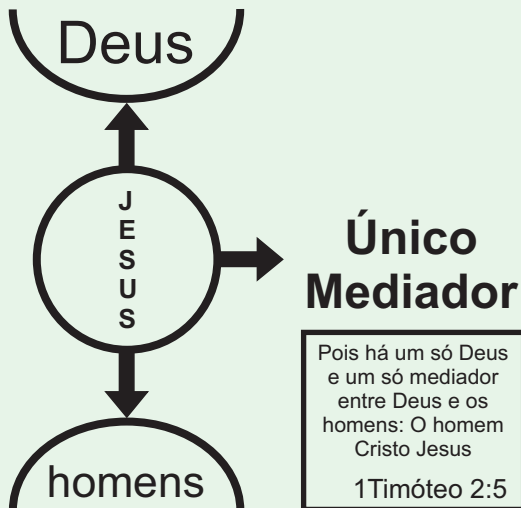 Deus
JESUS
Único
Mediador
Pois há um só Deus
e um só mediador
entre Deus e os
homens: O homem
Cristo Jesus
1Timóteo 2:5
homens